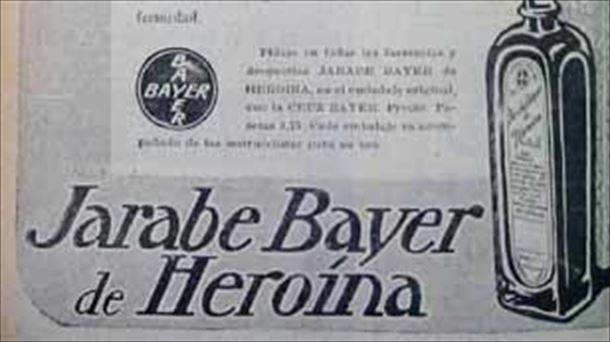 fermedad.
Pídase en todas las farmacias y
droguerías JARABE BAYER de
HEROINA, en el embalaje original,
con la CRUZ BAYER. Precio Pe-
setas Cada embalaje va acom-
pañado de las instrucciones para su uso.
BAYER
BAYER
Jarabe Bayer
de Heroína